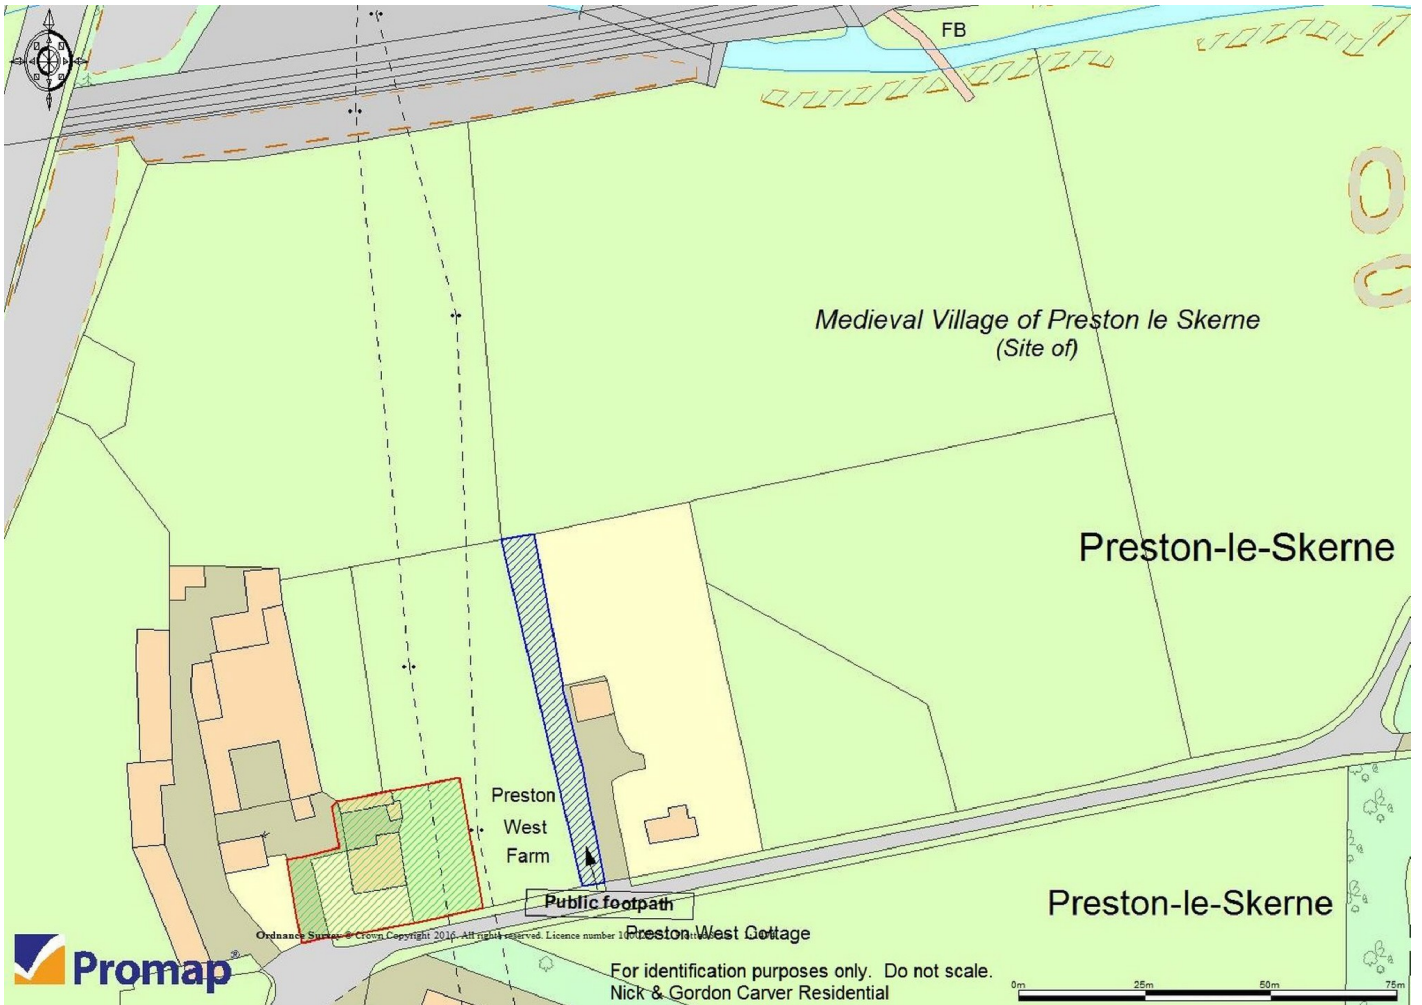 FB
Medieval Village of Preston le Skerne
(Site of)
Preston-le-Skerne
Preston
West
Farm
Public footpath
Preston-le-Skerne
Ordnance Survey © Crown Copyright 2016. All rights reserved. Licence number
Preston West Cottage
Promap
For identification purposes only. Do not scale.
Nick & Gordon Carver Residential
0m 25m 50m 75m